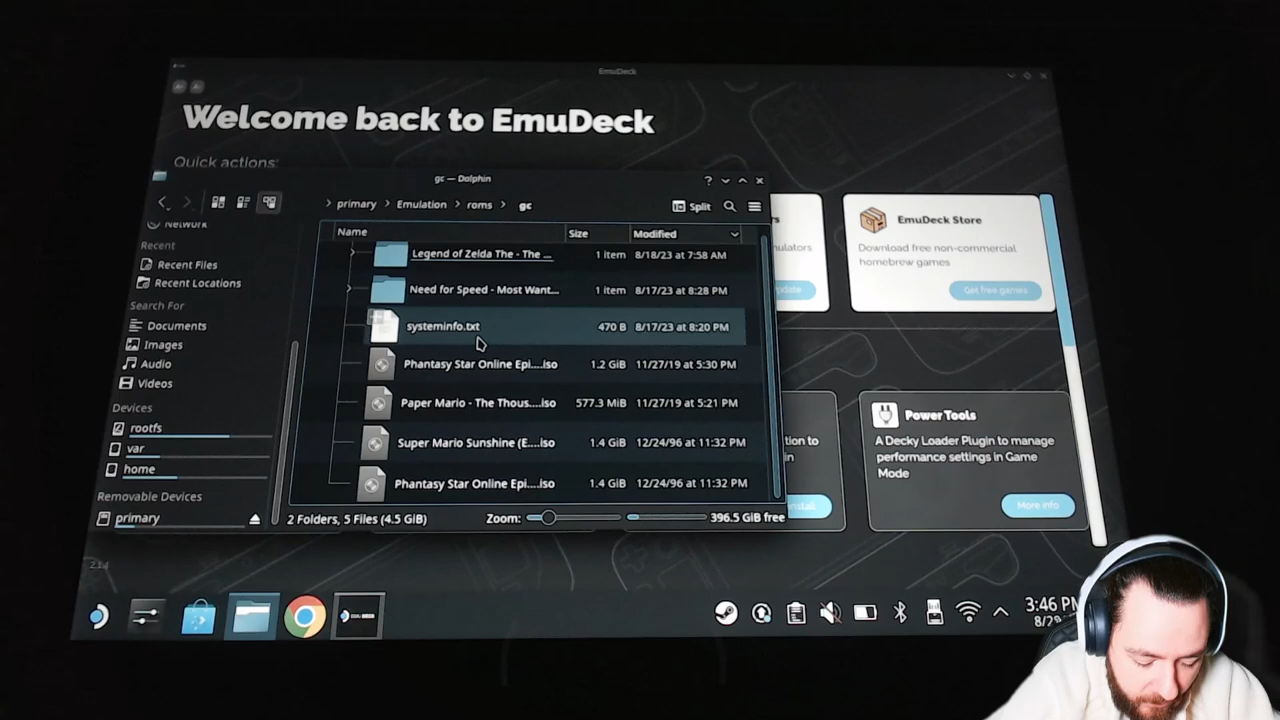 EmuDeck
Welcome back to EmuDeck
Quick actions:
gc — Dolphin
primary > Emulation > roms > gc
Split
Network
Recent
Recent Files
Recent Locations
Search For
Documents
Images
Audio
Videos
Devices
rootfs
var
home
Removable Devices
primary
Name Size Modified
Legend of Zelda The - The ... 1 item 8/18/23 at 7:58 AM
Need for Speed - Most Want... 1 item 8/17/23 at 8:28 PM
systeminfo.txt 470 B 8/17/23 at 8:20 PM
Phantasy Star Online Epi....iso 1.2 GiB 11/27/19 at 5:30 PM
Paper Mario - The Thous....iso 577.3 MiB 11/27/19 at 5:21 PM
Super Mario Sunshine (E....iso 1.4 GiB 12/24/96 at 11:32 PM
Phantasy Star Online Epi....iso 1.4 GiB 12/24/96 at 11:32 PM
2 Folders, 5 Files (4.5 GiB)
Zoom:
396.5 GiB free
EmuDeck Store
Download free non-commercial
homebrew games
Get free games
Power Tools
A Decky Loader Plugin to manage
performance settings in Game
Mode
More info
2.1.4
EMU DECK
3:46 PM